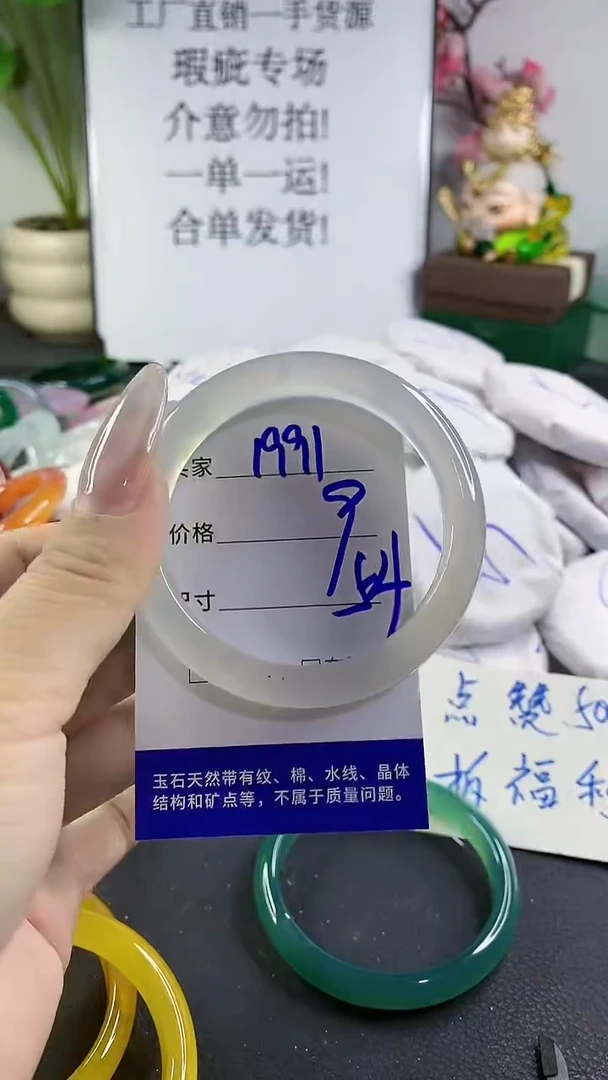 工厂直销一手货源
瑕疵专场
介意勿拍!
一单一运!
合单发货!
家 1991
价格 9
寸 54
玉石天然带有纹、棉、水线、晶体
结构和矿点等，不属于质量问题。
点赞50
福利